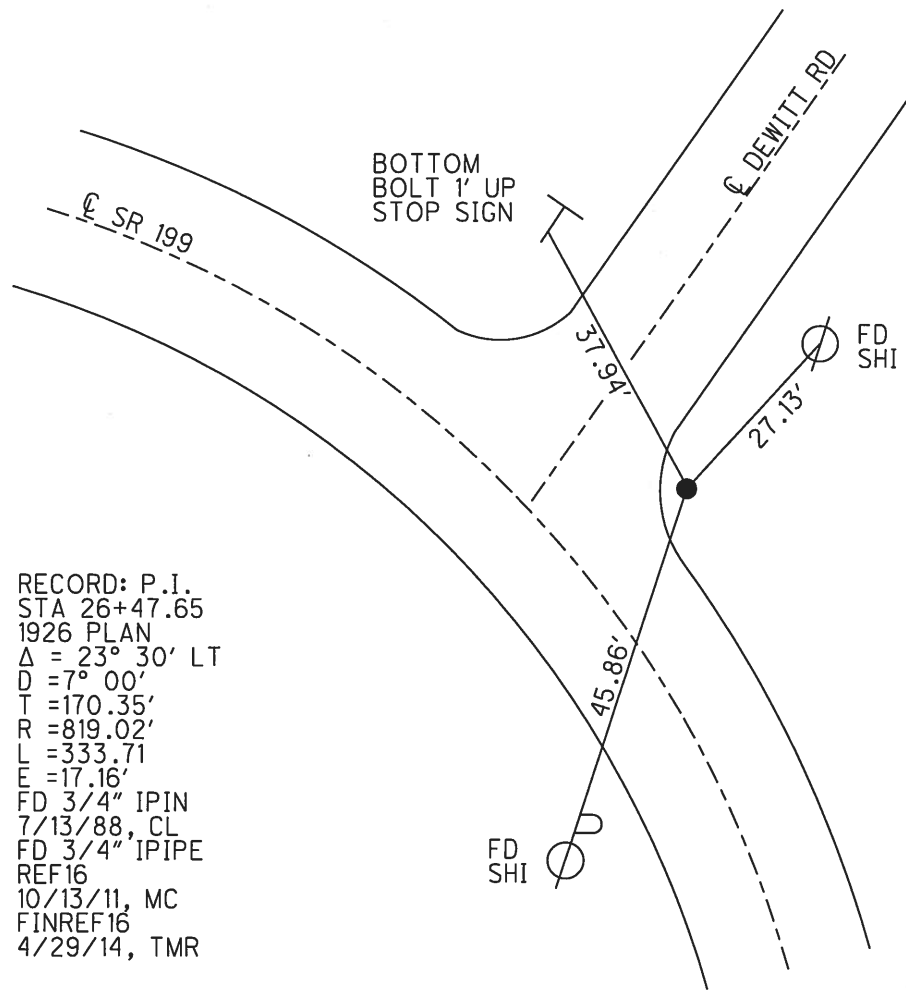 ℄ DEWITT RD
BOTTOM
BOLT 1' UP
STOP SIGN
℄ SR 199
37.94'
FD
SHI
27.13'
45.86'
FD
SHI
RECORD: P.I.
STA 26+47.65
1926 PLAN
Δ = 23° 30' LT
D =7° 00'
T =170.35'
R =819.02'
L =333.71
E =17.16'
FD 3/4" IPIN
7/13/88, CL
FD 3/4" IPIPE
REF16
10/13/11, MC
FINREF16
4/29/14, TMR